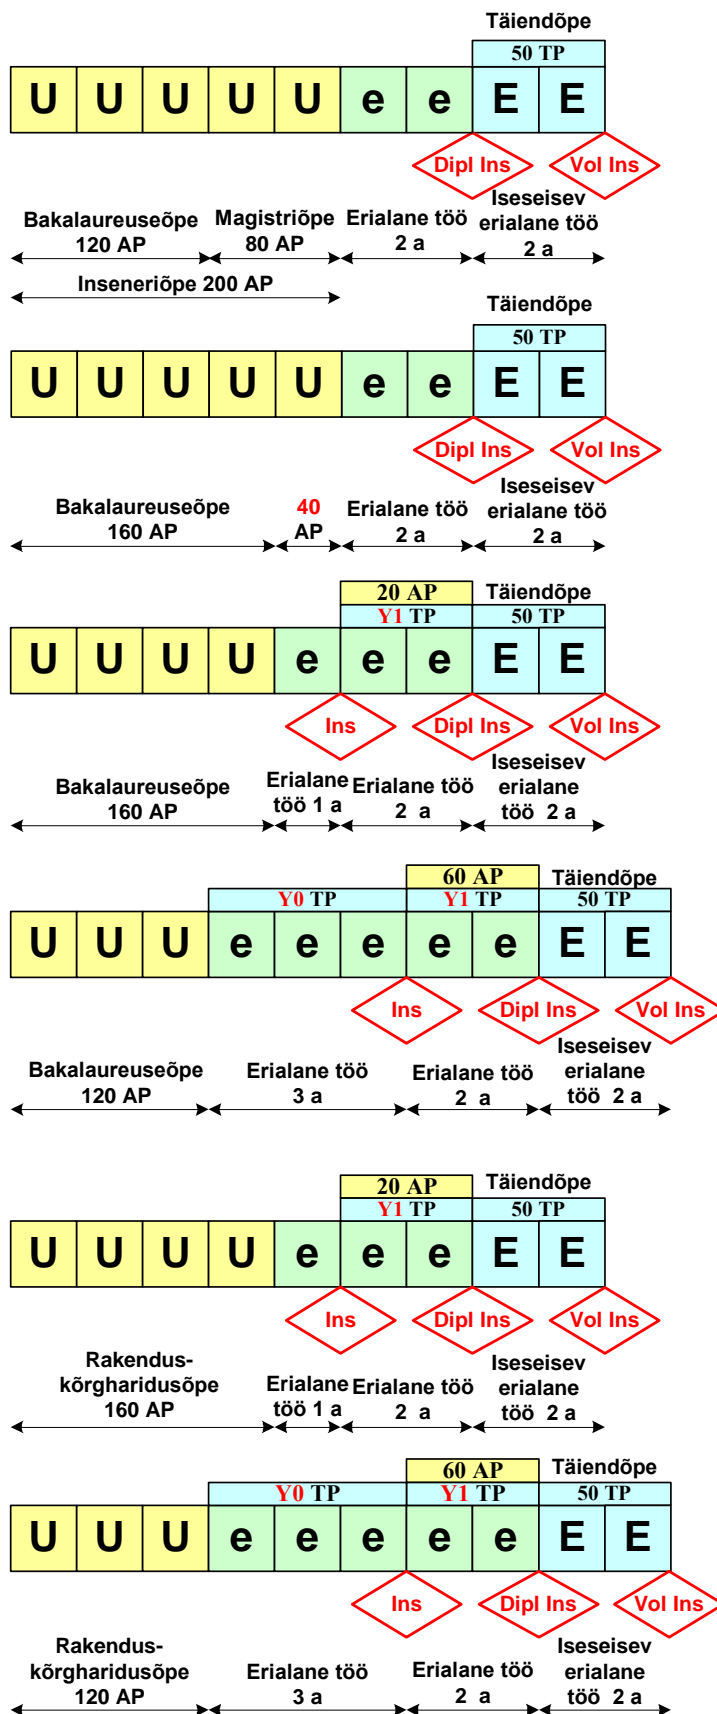 Täiendõpe
50 TP
U U U U U e e E E
Dipl Ins Vol Ins
Bakalaureuseõpe Magistriõpe Erialane töö Iseseisev
120 AP 80 AP 2 a erialane töö
2 a
Inseneriõpe 200 AP
Täiendõpe
50 TP
U U U U U e e E E
Dipl Ins Vol Ins
Bakalaureuseõpe 40 Erialane töö Iseseisev
160 AP AP 2 a erialane töö
2 a
20 AP Täiendõpe
Y1 TP 50 TP
U U U U e e e E E
Ins Dipl Ins Vol Ins
Bakalaureuseõpe Erialane Erialane töö Iseseisev
160 AP töö 1 a 2 a erialane
töö 2 a
60 AP Täiendõpe
Y0 TP Y1 TP 50 TP
U U U e e e e e E E
Ins Dipl Ins Vol Ins
Bakalaureuseõpe Erialane töö Erialane töö Iseseisev
120 AP 3 a 2 a erialane
töö 2 a
20 AP Täiendõpe
Y1 TP 50 TP
U U U U e e e E E
Ins Dipl Ins Vol Ins
Rakendus- Erialane Erialane töö Iseseisev
kõrgharidusõpe töö 1 a 2 a erialane
160 AP töö 2 a
60 AP Täiendõpe
Y0 TP Y1 TP 50 TP
U U U e e e e e E E
Ins Dipl Ins Vol Ins
Rakendus- Erialane töö Erialane töö Iseseisev
kõrgharidusõpe 3 a 2 a erialane
120 AP töö 2 a